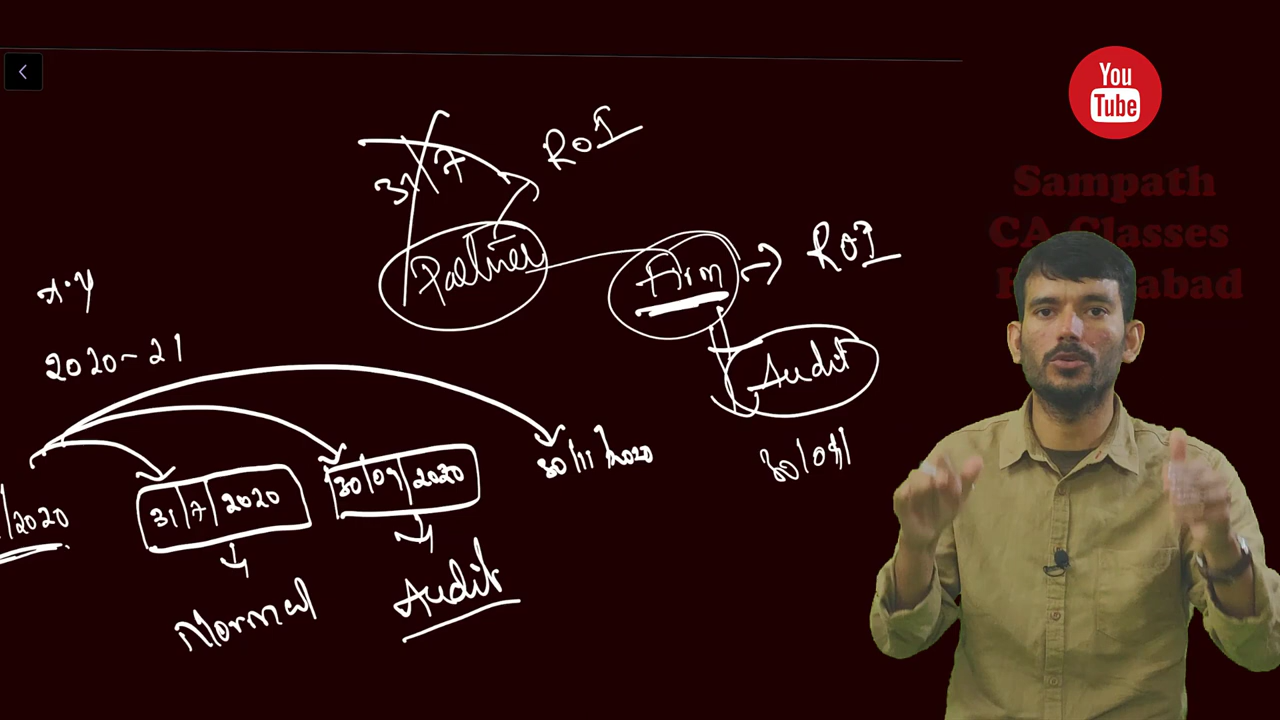 You
Tube
Sampath
CA Classes
ROI
31/7
Partner
Firm
ROI
A.Y
2020-21
Audit
30/11/2020
30/09/
30/09/2020
31/7/2020
/2020
Normal
Audit